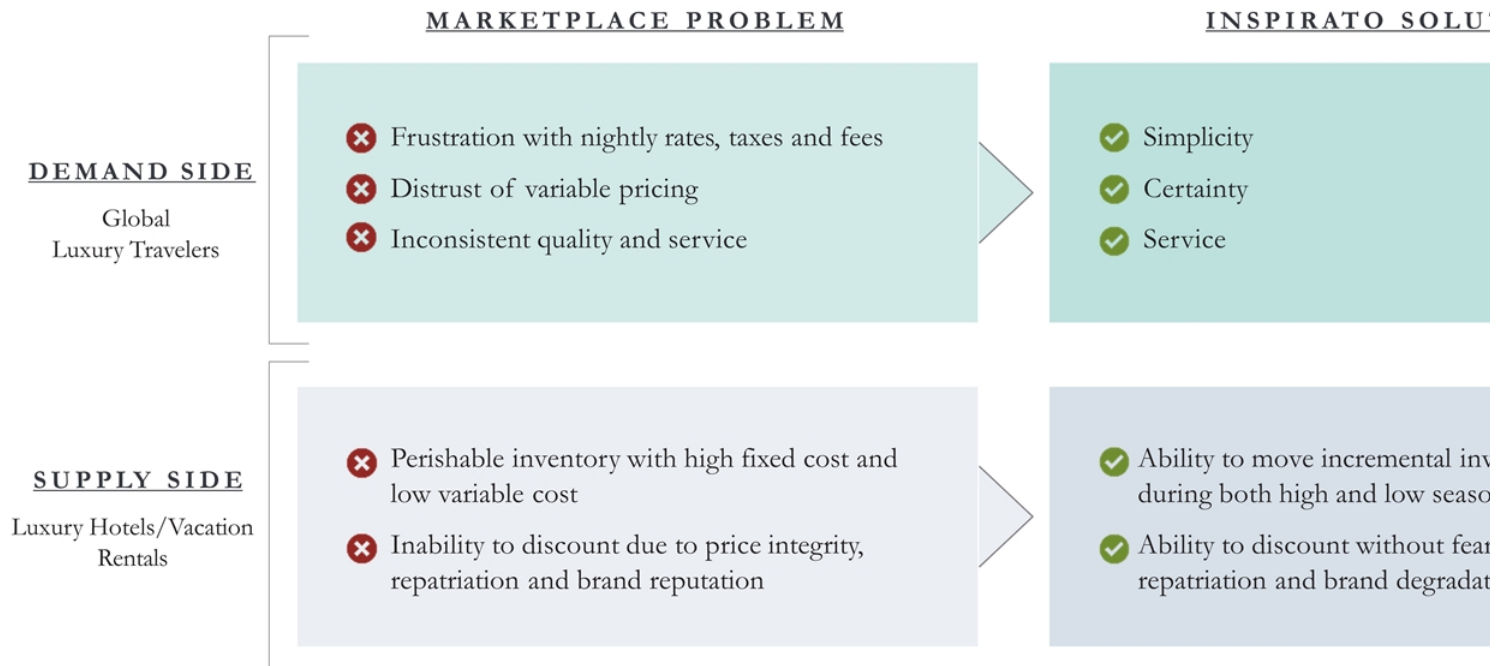 MARKETPLACE PROBLEM
INSPIRATO
DEMAND SIDE
Global
Luxury Travelers
Frustration with nightly rates, taxes and fees
Distrust of variable pricing
Inconsistent quality and service
Simplicity
Certainty
Service
SUPPLY SIDE
Luxury Hotels/Vacation
Rentals
Perishable inventory with high fixed cost and
low variable cost
Inability to discount due to price integrity,
repatriation and brand reputation
Ability to move incremental
during both high and low
Ability to discount without fear
repatriation and brand